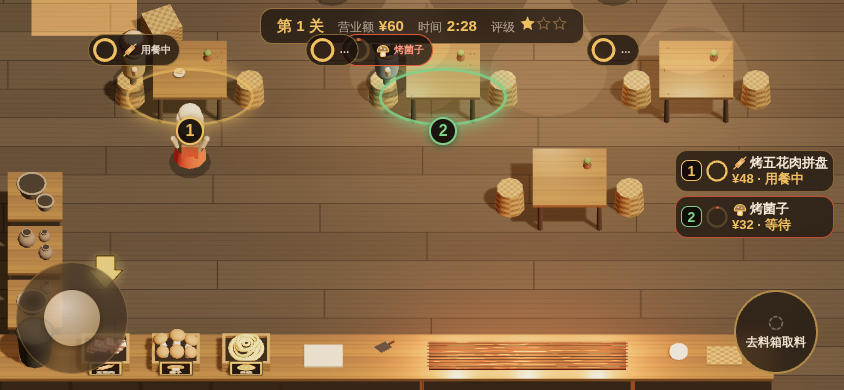 第 1 关 营业额 ¥60 时间 2:28 评级
用餐中
...
烤菌子
...
1
2
1 烤五花肉拼盘
¥48 · 用餐中
2 烤菌子
¥32 · 等待
去料箱取料